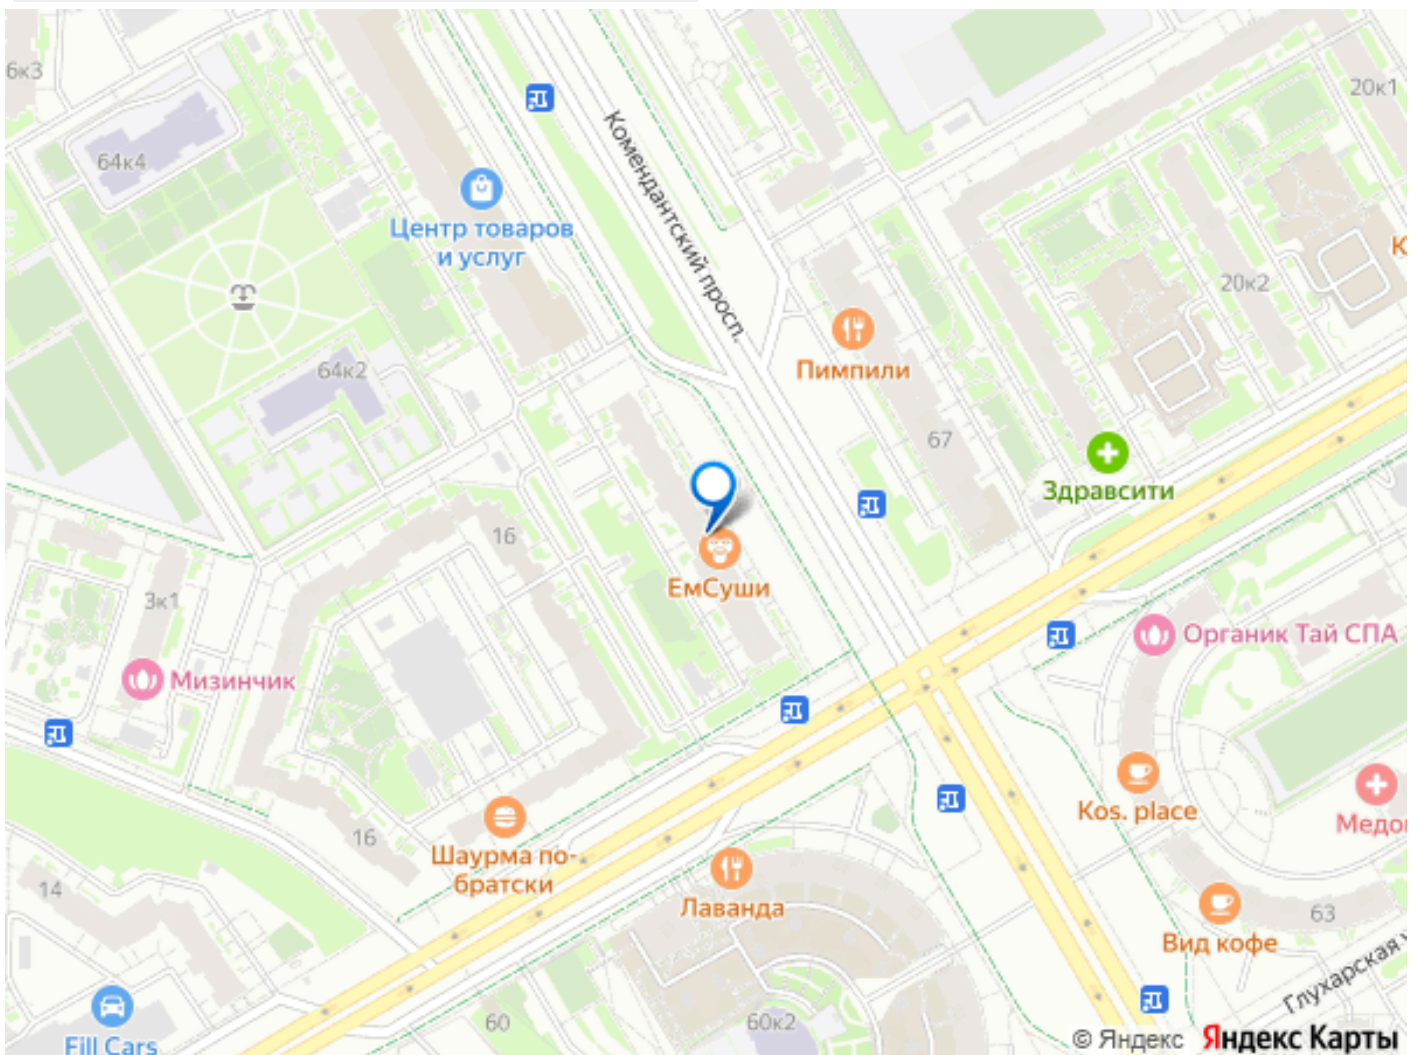 6к3
20к1
Комендантский просп.
64к4
Центр товаров
и услуг
К
20к2
64к2
Пимпили
67
Здравсити
16
ЕмСуши
3к1
Органик Тай СПА
Мизинчик
Kos. place
Медо
16
Шаурма по-
братски
14
Лаванда
63
Вид кофе
Глухарская у
60
60к2
Fill Cars
© Яндекс Яндекс Карты